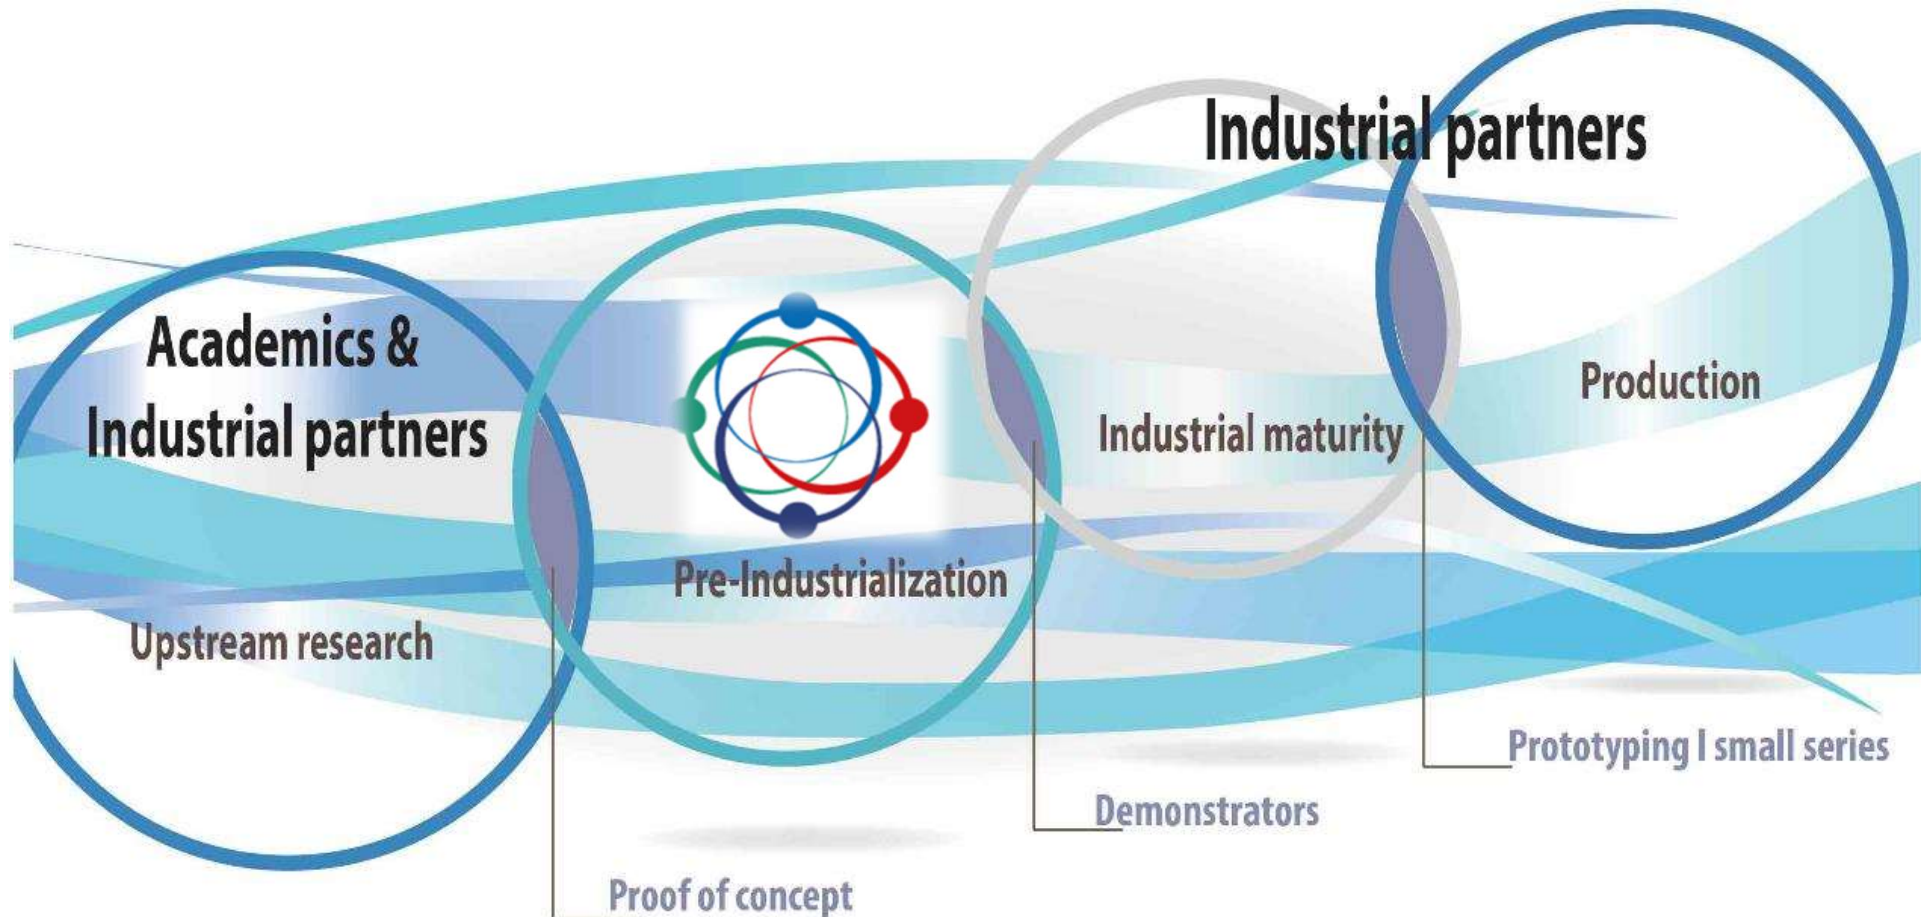 Industrial partners
Academics &
Industrial partners
Production
Industrial maturity
Pre-Industrialization
Upstream research
Prototyping I small series
Demonstrators
Proof of concept